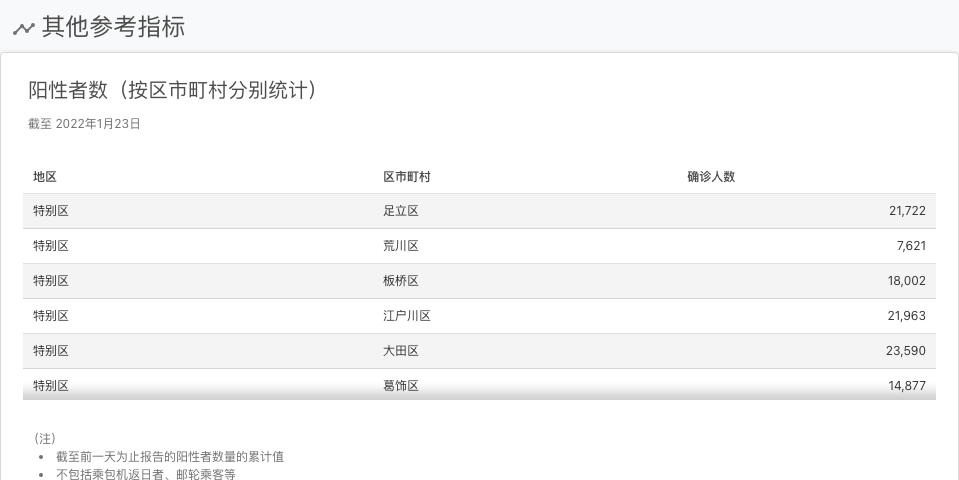 其他参考指标
阳性者数（按区市町村分别统计）
截至 2022年1月23日
地区 区市町村 确诊人数
特别区 足立区 21,722
特别区 荒川区 7,621
特别区 板桥区 18,002
特别区 江户川区 21,963
特别区 大田区 23,590
特别区 葛饰区 14,877
（注）
• 截至前一天为止报告的阳性者数量的累计值
• 不包括乘包机返日者、邮轮乘客等